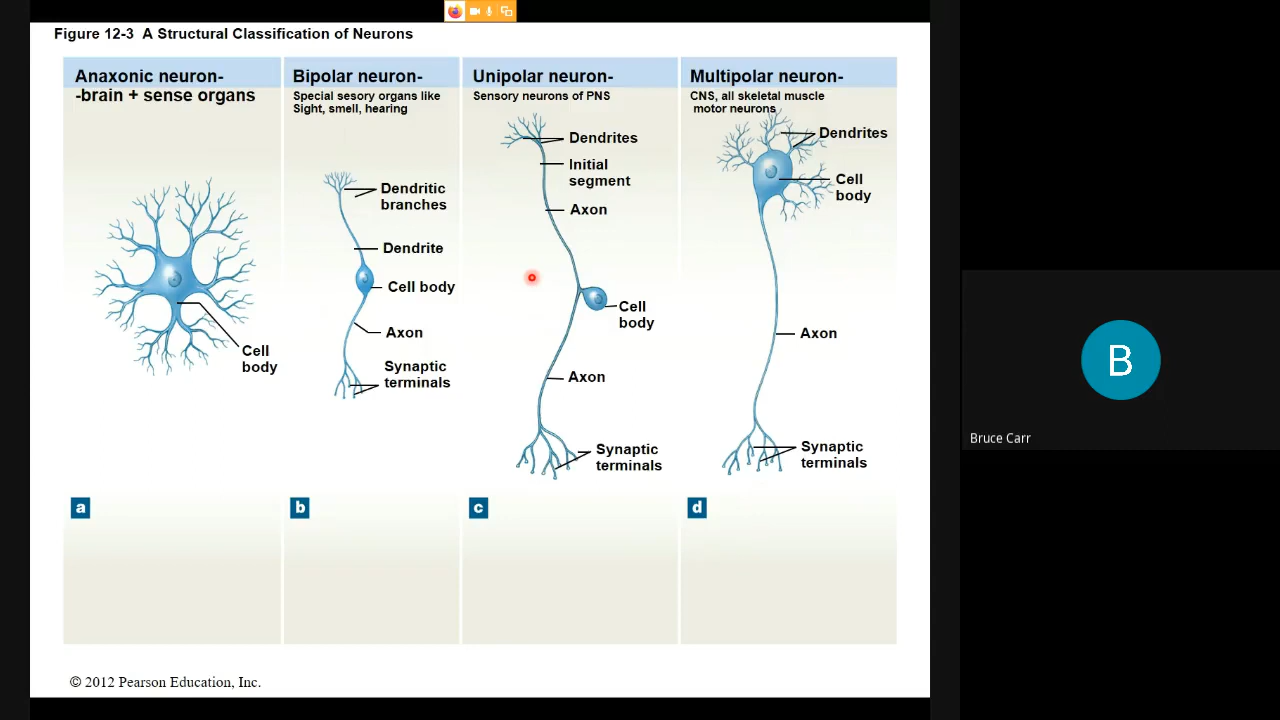 Figure 12-3 A Structural Classification of Neurons
Anaxonic neuron-
-brain + sense organs
Cell
body
a
Bipolar neuron-
Special sesory organs like
Sight, smell, hearing
Dendritic
branches
Dendrite
Cell body
Axon
Synaptic
terminals
b
Unipolar neuron-
Sensory neurons of PNS
Dendrites
Initial
segment
Axon
Cell
body
Axon
Synaptic
terminals
c
Multipolar neuron-
CNS, all skeletal muscle
motor neurons
Dendrites
Cell
body
Axon
Synaptic
terminals
d
© 2012 Pearson Education, Inc.
B
Bruce Carr